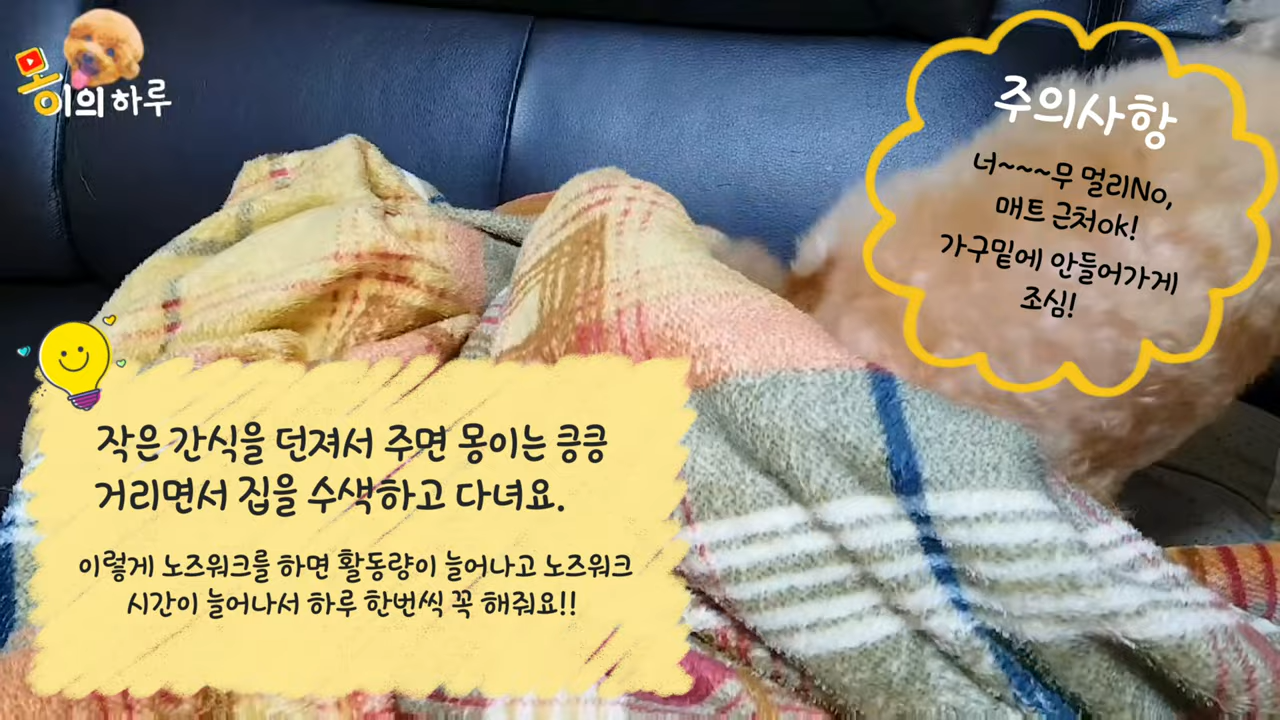 몽이의 하루
주의사항
너~~~무 멀리No,
매트 근처ok!
가구밑에 안들어가게
조심!
작은 간식을 던져서 주면 몽이는 킁킁
거리면서 집을 수색하고 다녀요.
이렇게 노즈워크를 하면 활동량이 늘어나고 노즈워크
시간이 늘어나서 하루 한번씩 꼭 해줘요!!